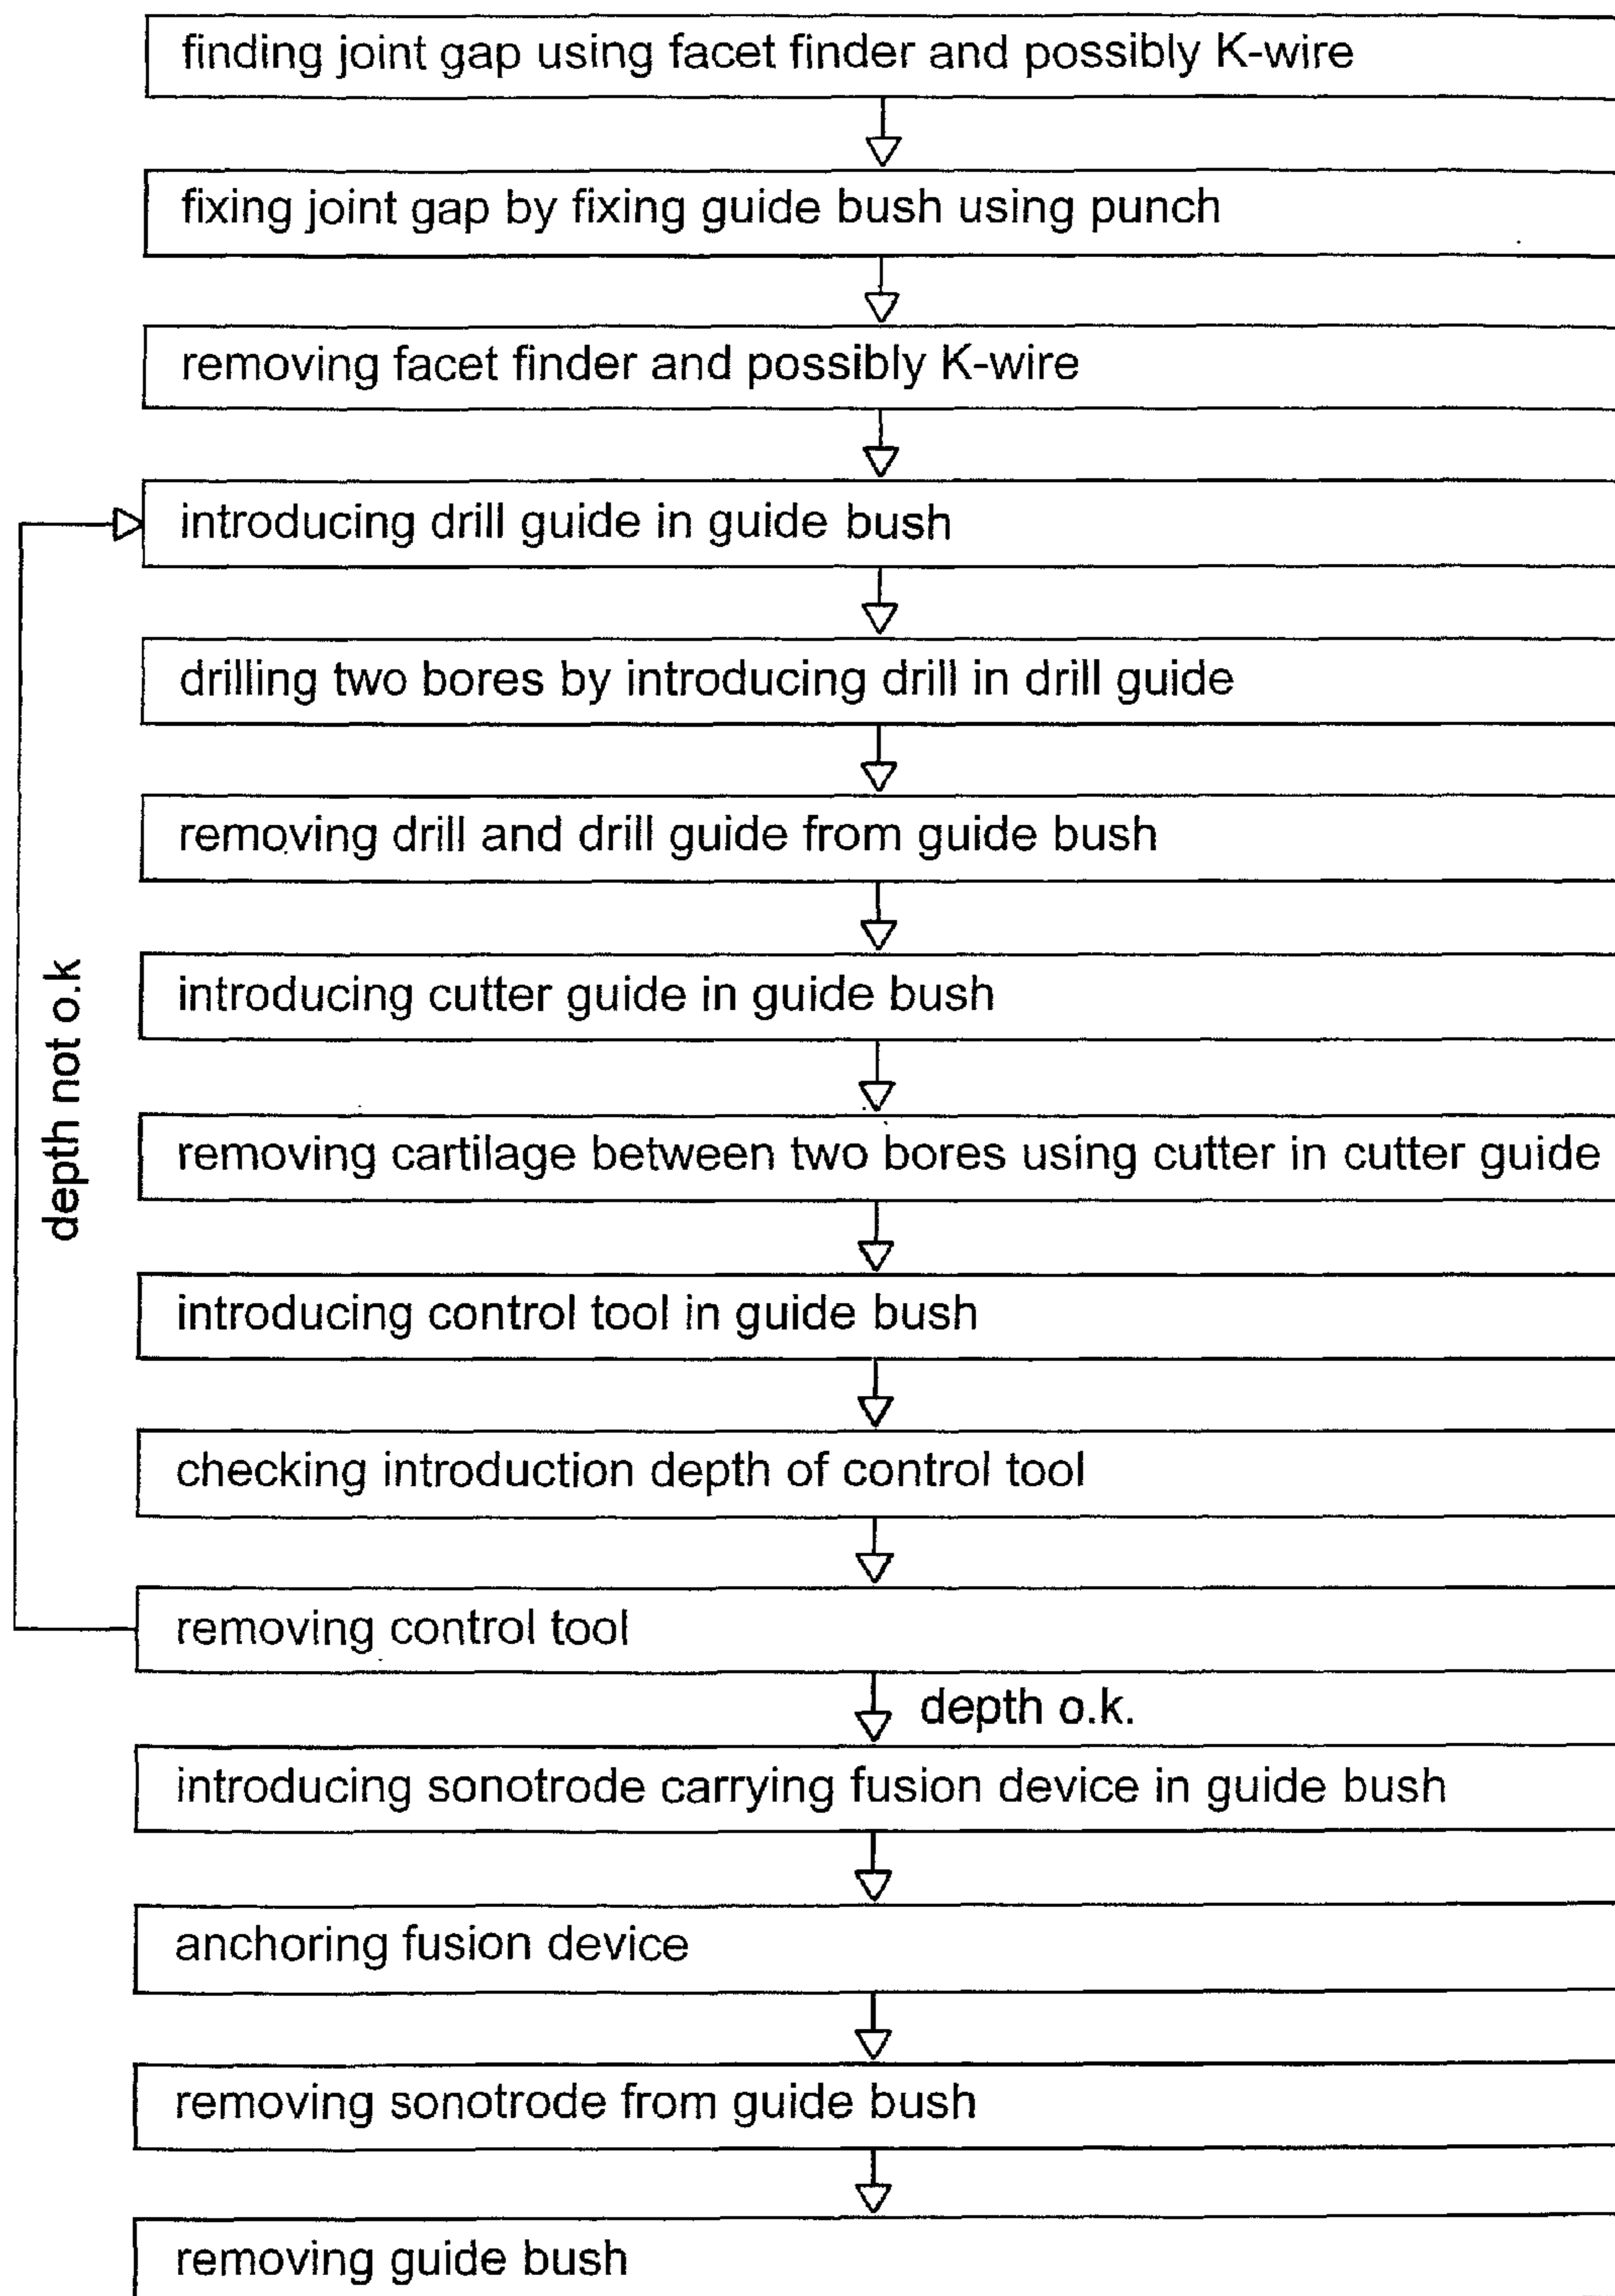 finding joint gap using facet finder and possibly K-wire
fixing joint gap by fixing guide bush using punch
removing facet finder and possibly K-wire
introducing drill guide in guide bush
drilling two bores by introducing drill in drill guide
removing drill and drill guide from guide bush
introducing cutter guide in guide bush
depth not o.k
removing cartilage between two bores using cutter in cutter guide
introducing control tool in guide bush
checking introduction depth of control tool
removing control tool
depth o.k.
introducing sonotrode carrying fusion device in guide bush
anchoring fusion device
removing sonotrode from guide bush
removing guide bush